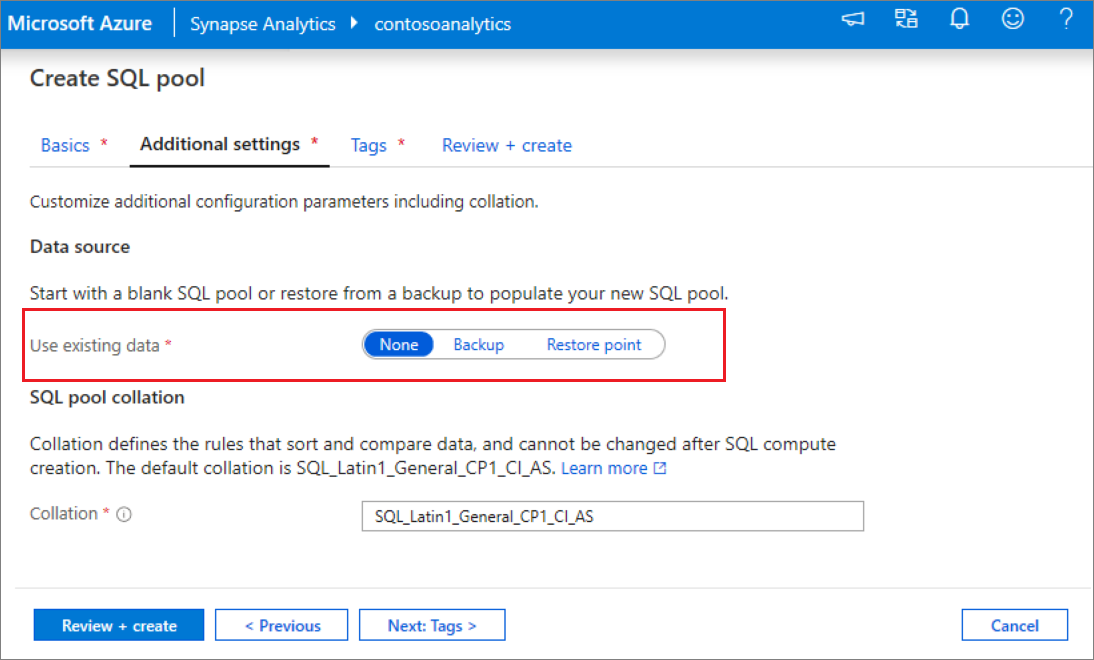 Microsoft Azure Synapse Analytics contosoanalytics ?
Create SQL pool
Basics * Additional settings * Tags * Review + create
Customize additional configuration parameters including collation.
Data source
Start with a blank SQL pool or restore from a backup to populate your new SQL pool.
Use existing data * None Backup Restore point
SQL pool collation
Collation defines the rules that sort and compare data, and cannot be changed after SQL compute
creation. The default collation is SQL_Latin1_General_CP1_CI_AS. Learn more
Collation * SQL_Latin1_General_CP1_CI_AS
Review + create < Previous Next: Tags > Cancel